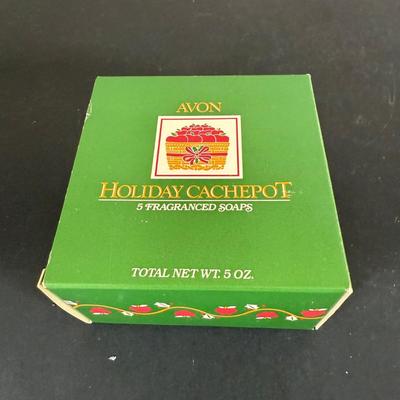 AVON
HOLIDAY CACHEPOT
5 FRAGRANCED SOAPS
TOTAL NET WT. 5 OZ.